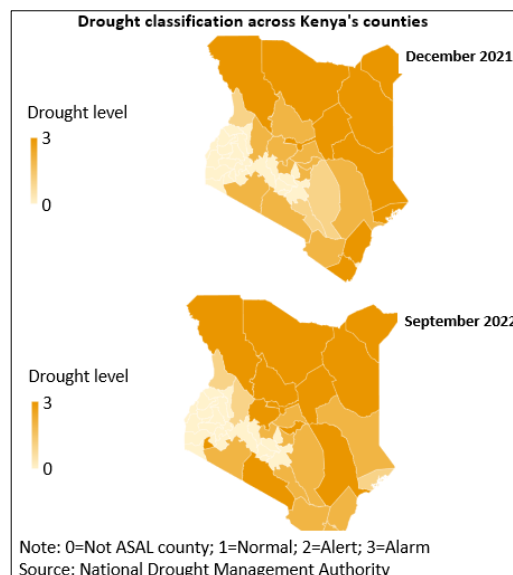 Drought classification across Kenya's counties
December 2021
Drought level
3
0
September 2022
Drought level
3
0
Note: 0=Not ASAL county; 1=Normal; 2=Alert; 3=Alarm
Source: National Drought Management Authority